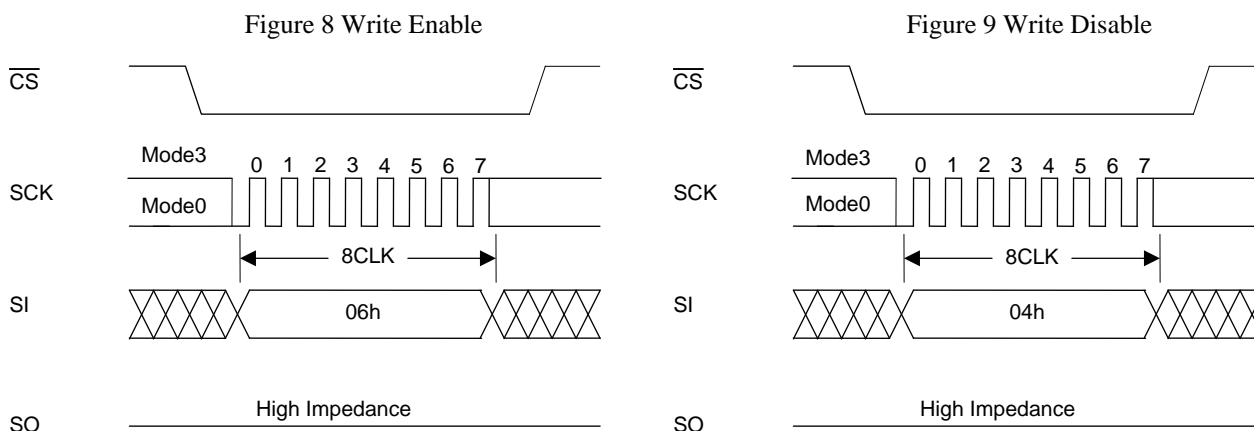 Figure 8 Write Enable
CS
Mode3
0 1 2 3 4 5 6 7
SCK
Mode0
8CLK
SI
06h
High Impedance
SO
Figure 9 Write Disable
CS
Mode3
0 1 2 3 4 5 6 7
SCK
Mode0
8CLK
SI
04h
High Impedance
SO